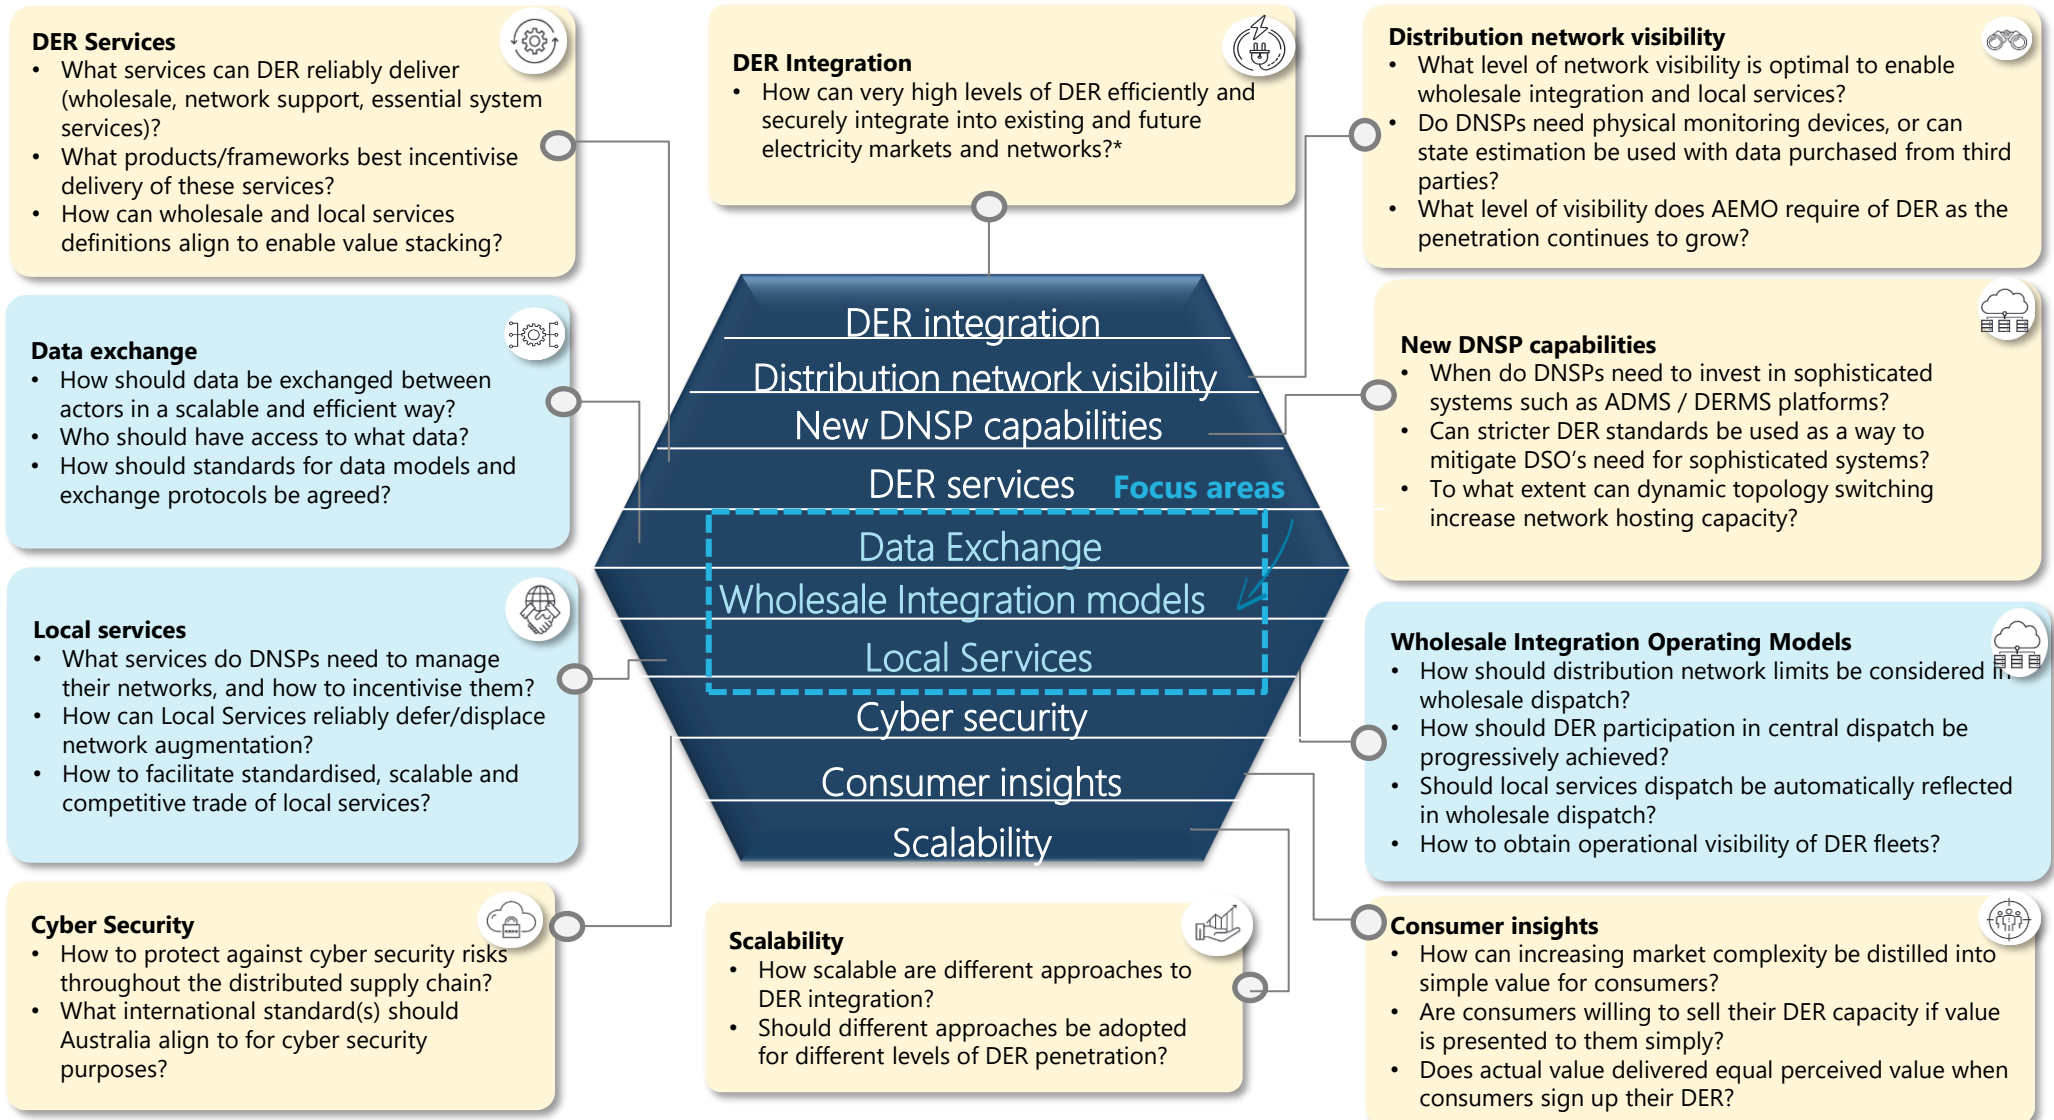 DER Services
• What services can DER reliably deliver
(wholesale, network support, essential system
services)?
• What products/frameworks best incentivise
delivery of these services?
• How can wholesale and local services
definitions align to enable value stacking?
DER Integration
• How can very high levels of DER efficiently and
securely integrate into existing and future
electricity markets and networks?*
Distribution network visibility
• What level of network visibility is optimal to enable
wholesale integration and local services?
• Do DNSPs need physical monitoring devices, or can
state estimation be used with data purchased from third
parties?
• What level of visibility does AEMO require of DER as the
penetration continues to grow?
Data exchange
• How should data be exchanged between
actors in a scalable and efficient way?
• Who should have access to what data?
• How should standards for data models and
exchange protocols be agreed?
DER integration
Distribution network visibility
New DNSP capabilities
DER services
Focus areas
Data Exchange
Wholesale Integration models
Local Services
Cyber security
Consumer insights
Scalability
New DNSP capabilities
• When do DNSPs need to invest in sophisticated
systems such as ADMS / DERMS platforms?
• Can stricter DER standards be used as a way to
mitigate DSO's need for sophisticated systems?
• To what extent can dynamic topology switching
increase network hosting capacity?
Local services
• What services do DNSPs need to manage
their networks, and how to incentivise them?
• How can Local Services reliably defer/displace
network augmentation?
• How to facilitate standardised, scalable and
competitive trade of local services?
Wholesale Integration Operating Models
• How should distribution network limits be considered in
wholesale dispatch?
• How should DER participation in central dispatch be
progressively achieved?
• Should local services dispatch be automatically reflected
in wholesale dispatch?
• How to obtain operational visibility of DER fleets?
Cyber Security
• How to protect against cyber security risks
throughout the distributed supply chain?
• What international standard(s) should
Australia align to for cyber security
purposes?
Scalability
• How scalable are different approaches to
DER integration?
• Should different approaches be adopted
for different levels of DER penetration?
Consumer insights
• How can increasing market complexity be distilled into
simple value for consumers?
• Are consumers willing to sell their DER capacity if value
is presented to them simply?
• Does actual value delivered equal perceived value when
consumers sign up their DER?